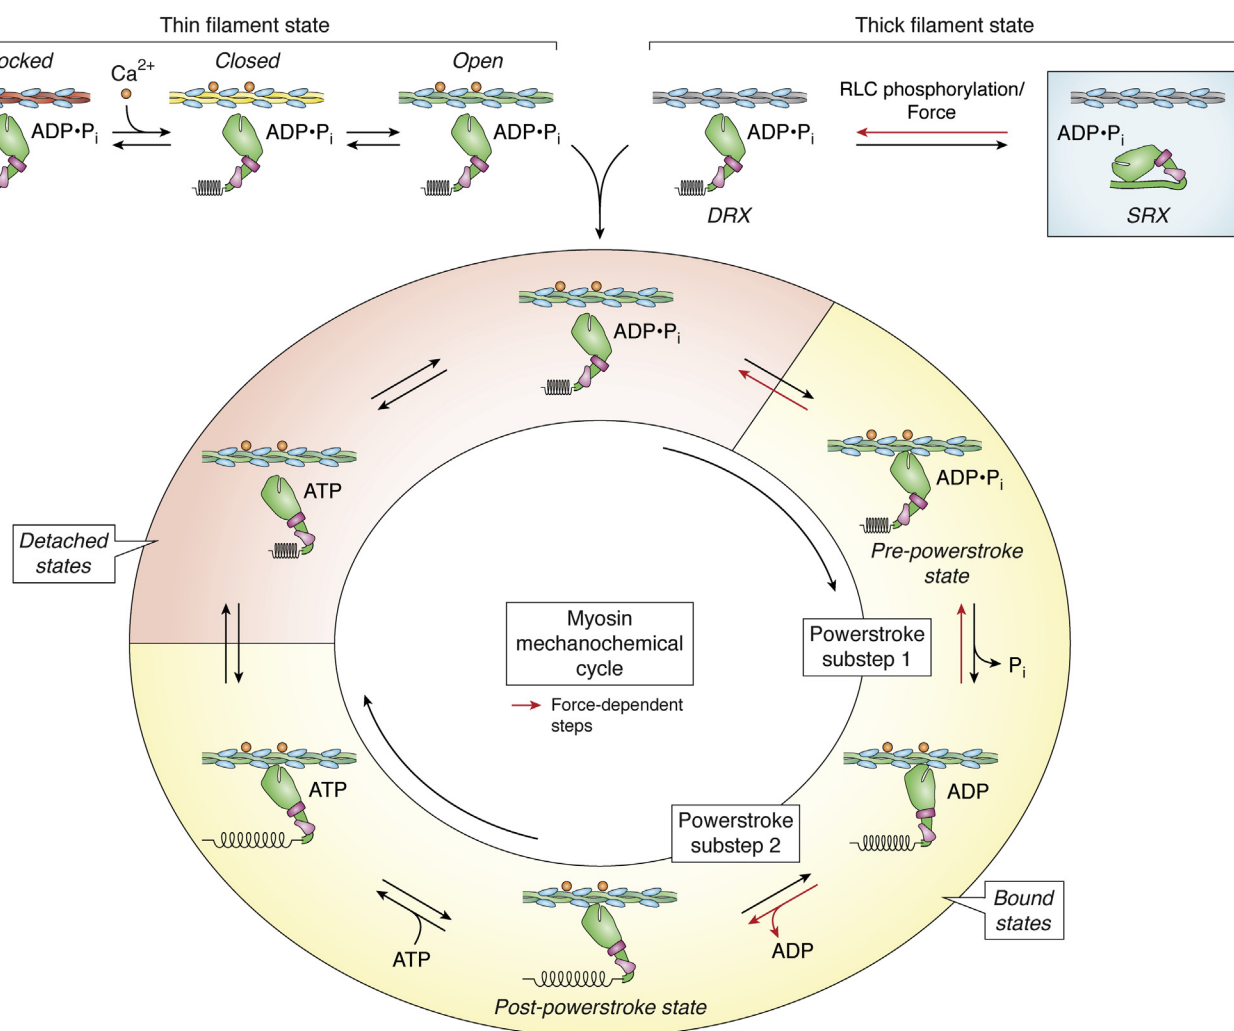 Thin filament state
Thick filament state
ocked
Ca²⁺
Closed
Open
RLC phosphorylation/
Force
ADP•Pᵢ
ADP•Pᵢ
ADP•Pᵢ
ADP•Pᵢ
ADP•Pᵢ
DRX
SRX
ADP•Pᵢ
ATP
ADP•Pᵢ
Pre-powerstroke
state
Detached
states
Myosin
mechanochemical
cycle
Force-dependent
steps
Powerstroke
substep 1
Pᵢ
ATP
ADP
Powerstroke
substep 2
Bound
states
ATP
ADP
Post-powerstroke state